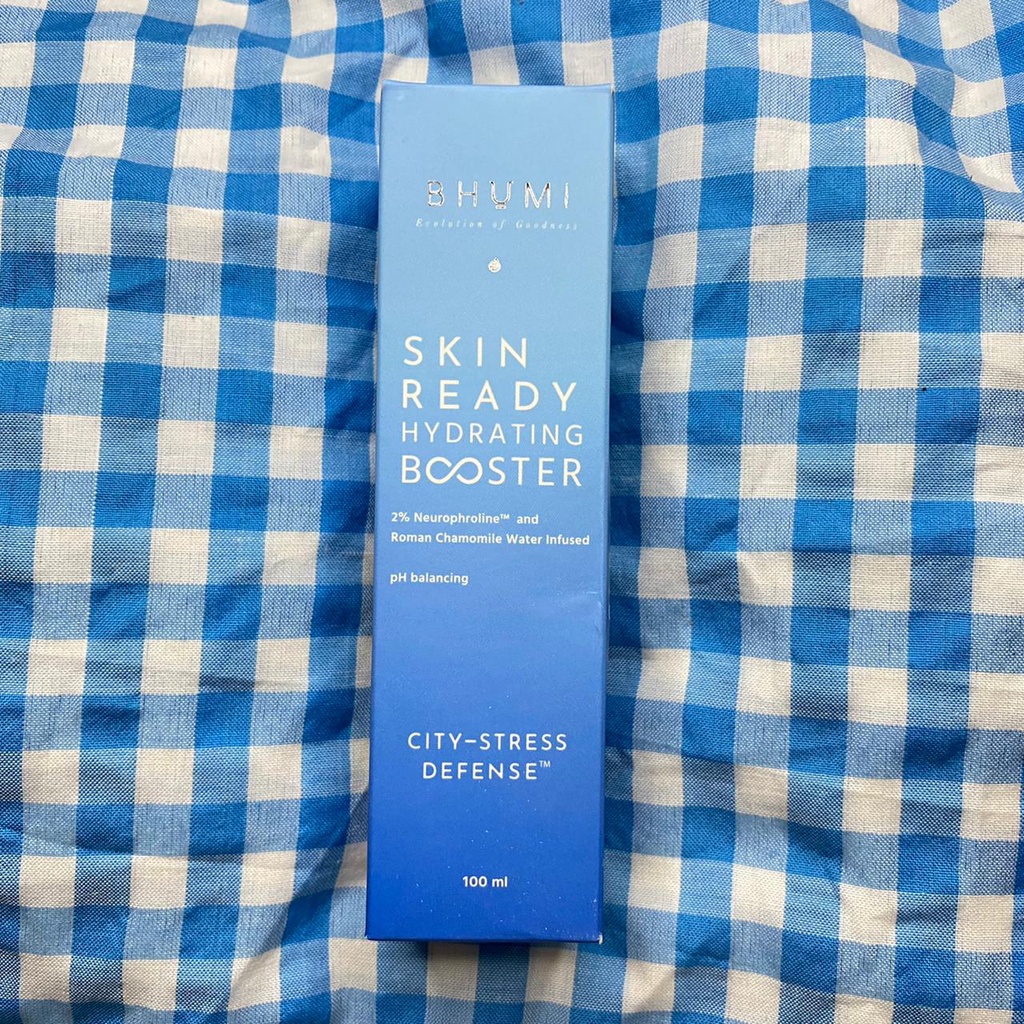 BHUMI
Evolution of Goodness
SKIN
READY
HYDRATING
BOOSTER
2% Neurophroline™ and
Roman Chamomile Water Infused
pH balancing
CITY–STRESS
DEFENSE™
100 ml